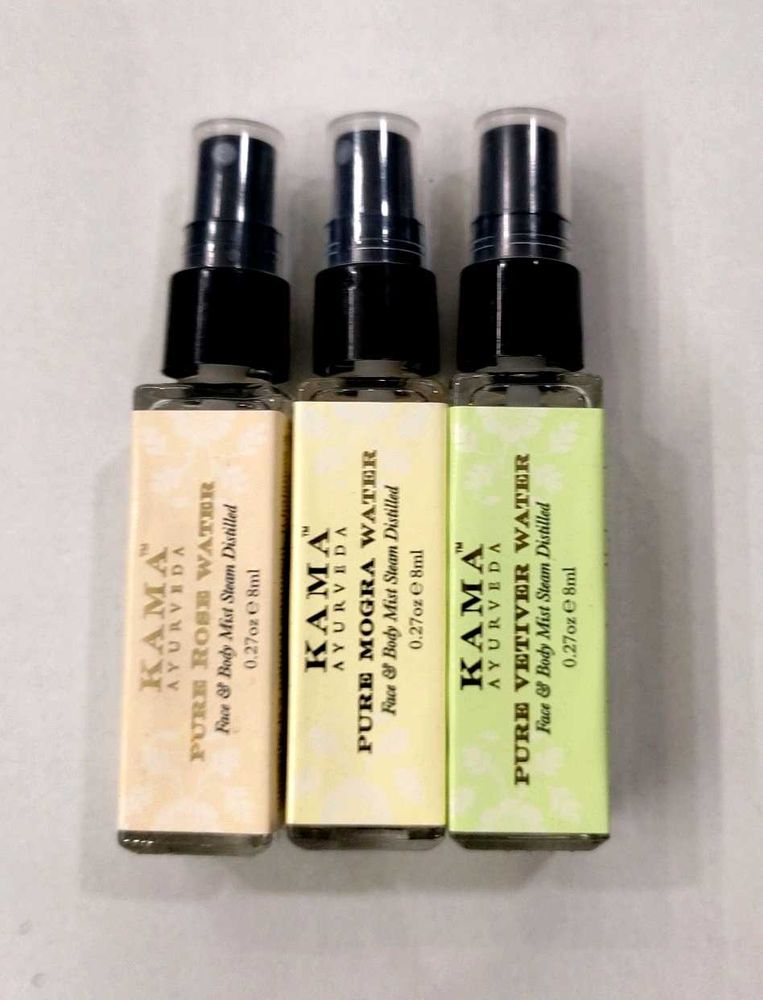 KAMA™
AYURVEDA
PURE ROSE WATER
Face & Body Mist Steam Distilled
0.27oz ℮ 8ml
KAMA™
AYURVEDA
PURE MOGRA WATER
Face & Body Mist Steam Distilled
0.27oz ℮ 8ml
KAMA™
AYURVEDA
PURE VETIVER WATER
Face & Body Mist Steam Distilled
0.27oz ℮ 8ml